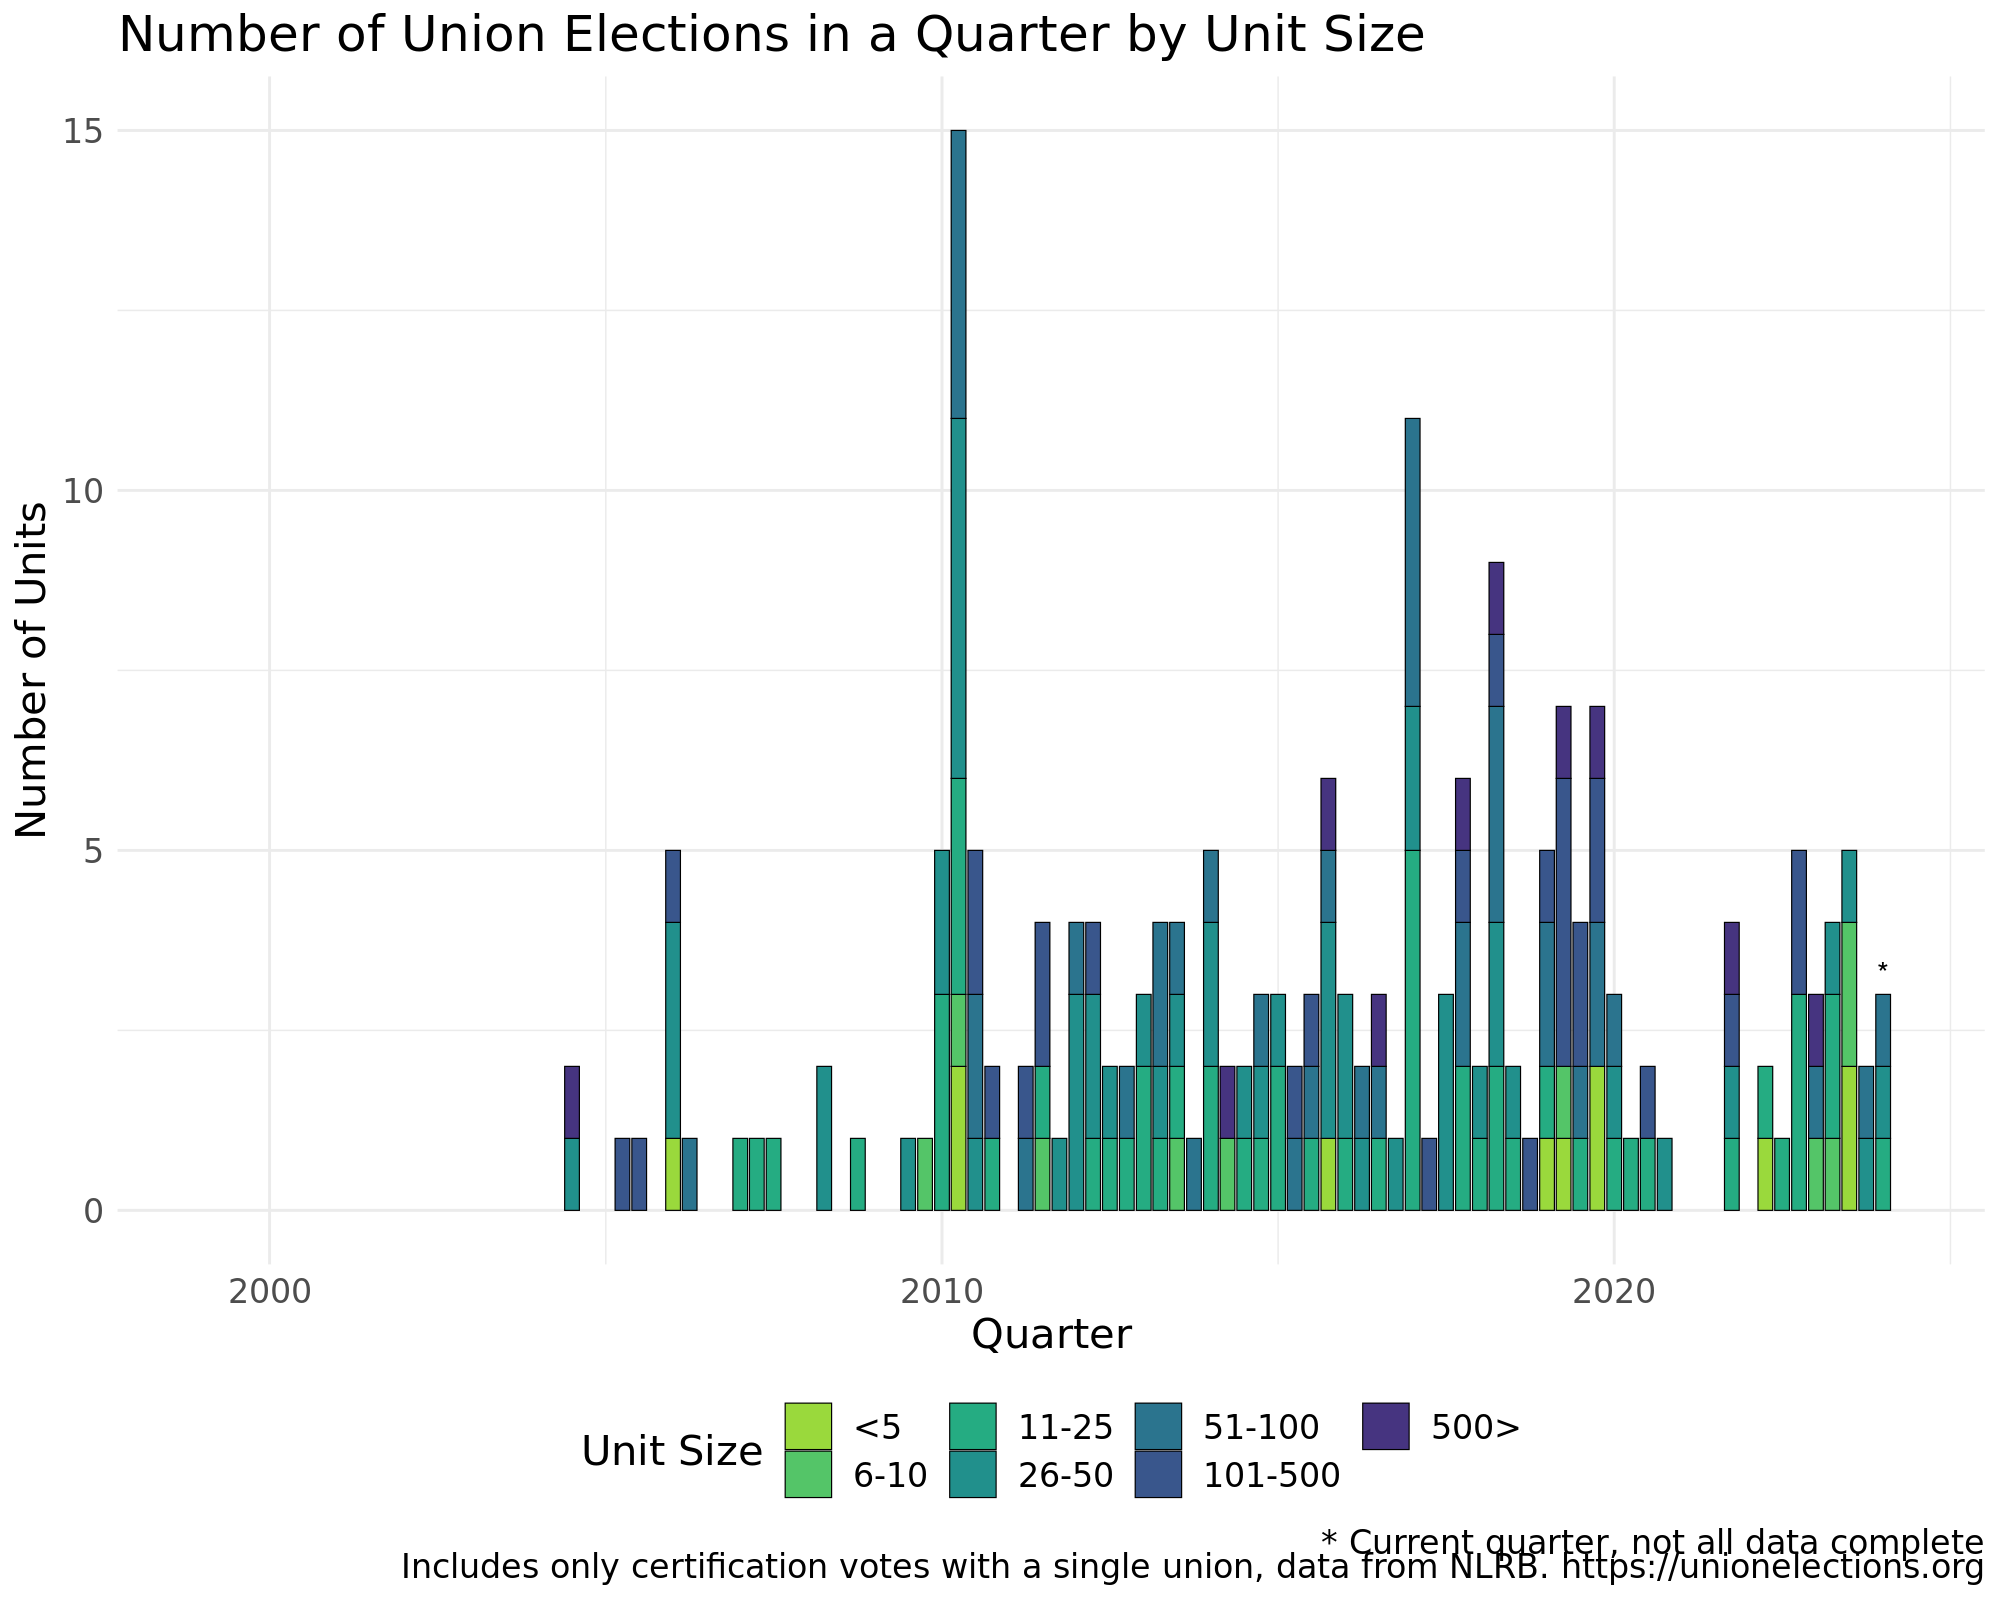 Number of Union Elections in a Quarter by Unit Size
Number of Units
15
10
5
0
*
2000 2010 2020
Quarter
Unit Size
<5 11-25 51-100 500>
6-10 26-50 101-500
* Current quarter, not all data complete
Includes only certification votes with a single union, data from NLRB. https://unionelections.org